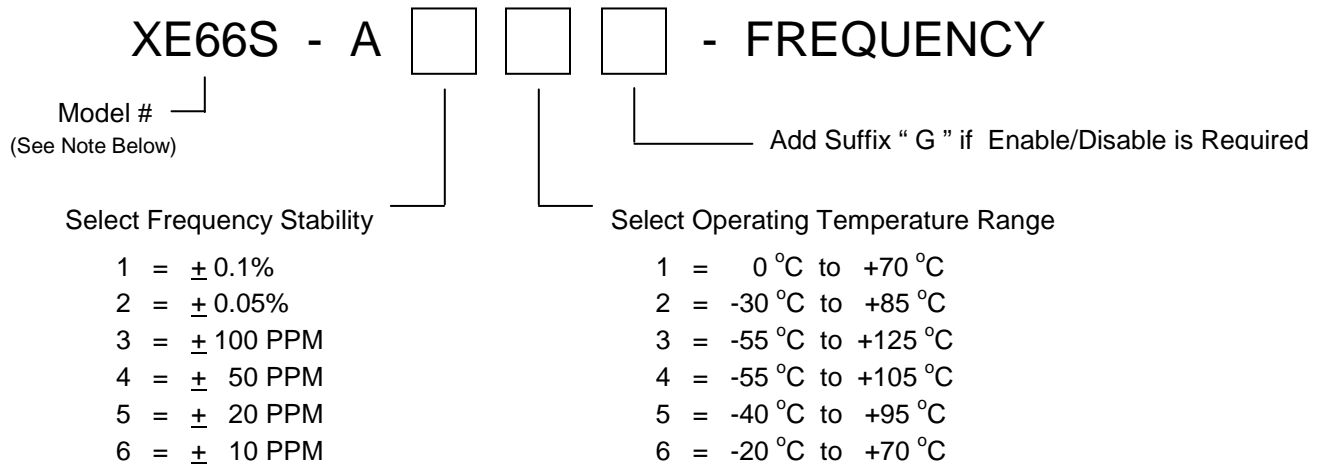 XE66S - A - FREQUENCY
Model #
(See Note Below)
Add Suffix “ G ” if Enable/Disable is Required
Select Frequency Stability
1 = ± 0.1%
2 = ± 0.05%
3 = ± 100 PPM
4 = ± 50 PPM
5 = ± 20 PPM
6 = ± 10 PPM
Select Operating Temperature Range
1 = 0 °C to +70 °C
2 = -30 °C to +85 °C
3 = -55 °C to +125 °C
4 = -55 °C to +105 °C
5 = -40 °C to +95 °C
6 = -20 °C to +70 °C